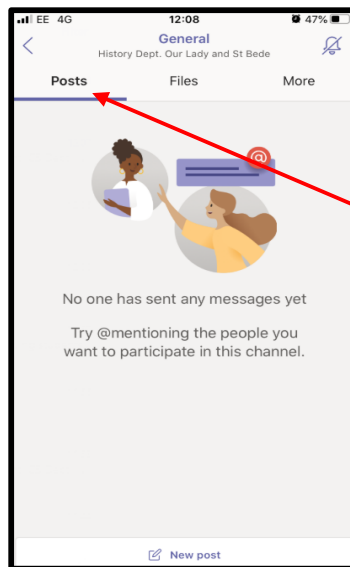 EE 4G 12:08 47%
General
History Dept. Our Lady and St Bede
Posts Files More
@
No one has sent any messages yet
Try @mentioning the people you
want to participate in this channel.
New post